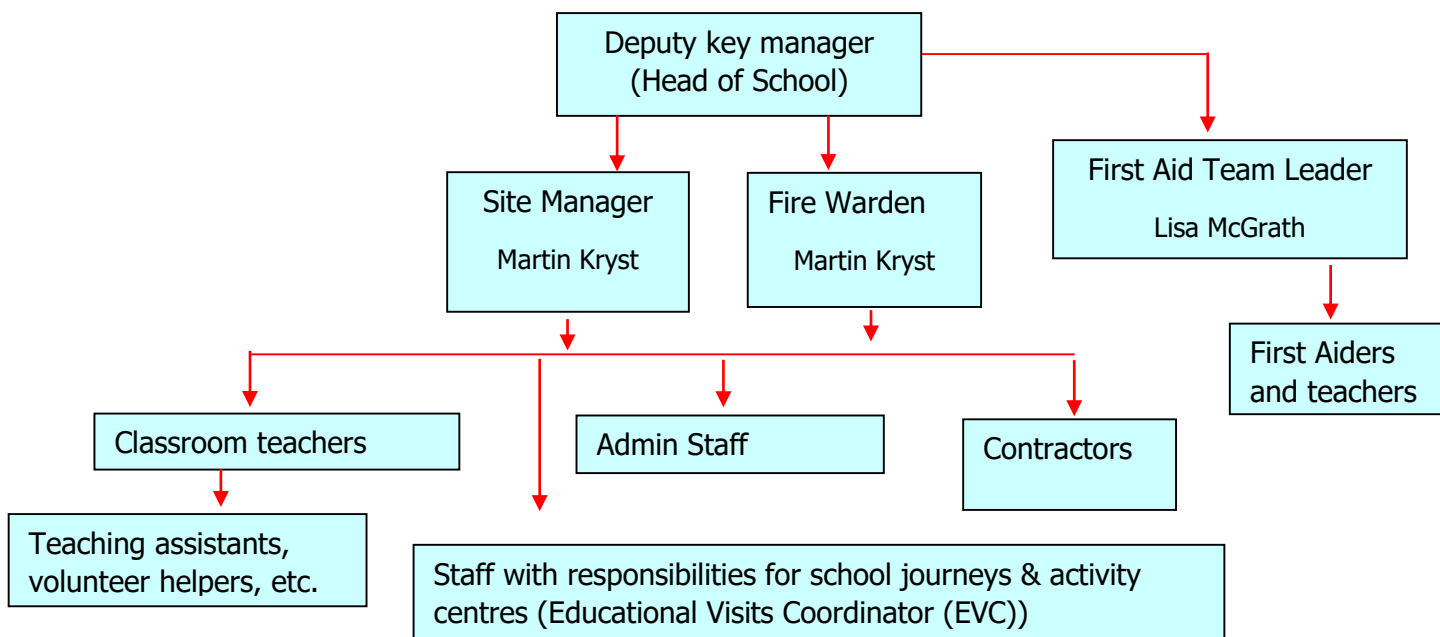 Deputy key manager
(Head of School)
First Aid Team Leader
Lisa McGrath
Site Manager
Martin Kryst
Fire Warden
Martin Kryst
First Aiders
and teachers
Classroom teachers
Admin Staff
Contractors
Teaching assistants,
volunteer helpers, etc.
Staff with responsibilities for school journeys & activity
centres (Educational Visits Coordinator (EVC))